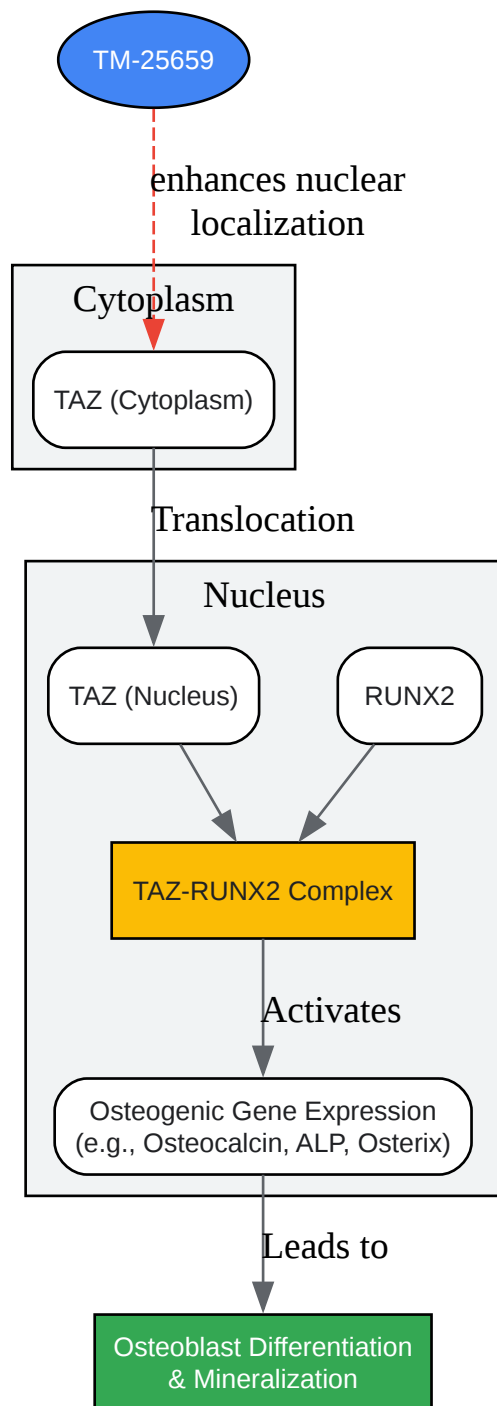 TM-25659
enhances nuclear
localization
Cytoplasm
TAZ (Cytoplasm)
Translocation
Nucleus
TAZ (Nucleus)
RUNX2
TAZ-RUNX2 Complex
Activates
Osteogenic Gene Expression
(e.g., Osteocalcin, ALP, Osterix)
Leads to
Osteoblast Differentiation
& Mineralization